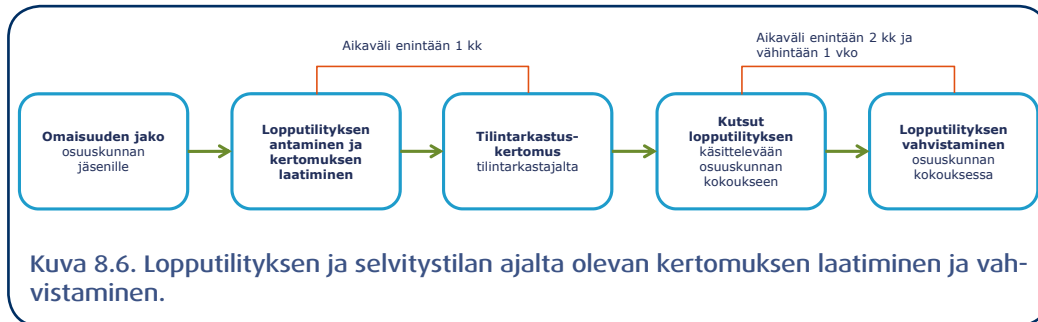 Aikaväli enintään 1 kk
Aikaväli enintään 2 kk ja
vähintään 1 vko
Omaisuuden jako
osuuskunnan
jäsenille
Lopputilityksen
antaminen ja
kertomuksen
laatiminen
Tilintarkastus-
kertomus
tilintarkastajalta
Kutsut
lopputilityksen
käsittelevään
osuuskunnan
kokoukseen
Lopputilityksen
vahvistaminen
osuuskunnan
kokouksessa
Kuva 8.6. Lopputilityksen ja selvitystilan ajalta olevan kertomuksen laatiminen ja vah-
vistaminen.